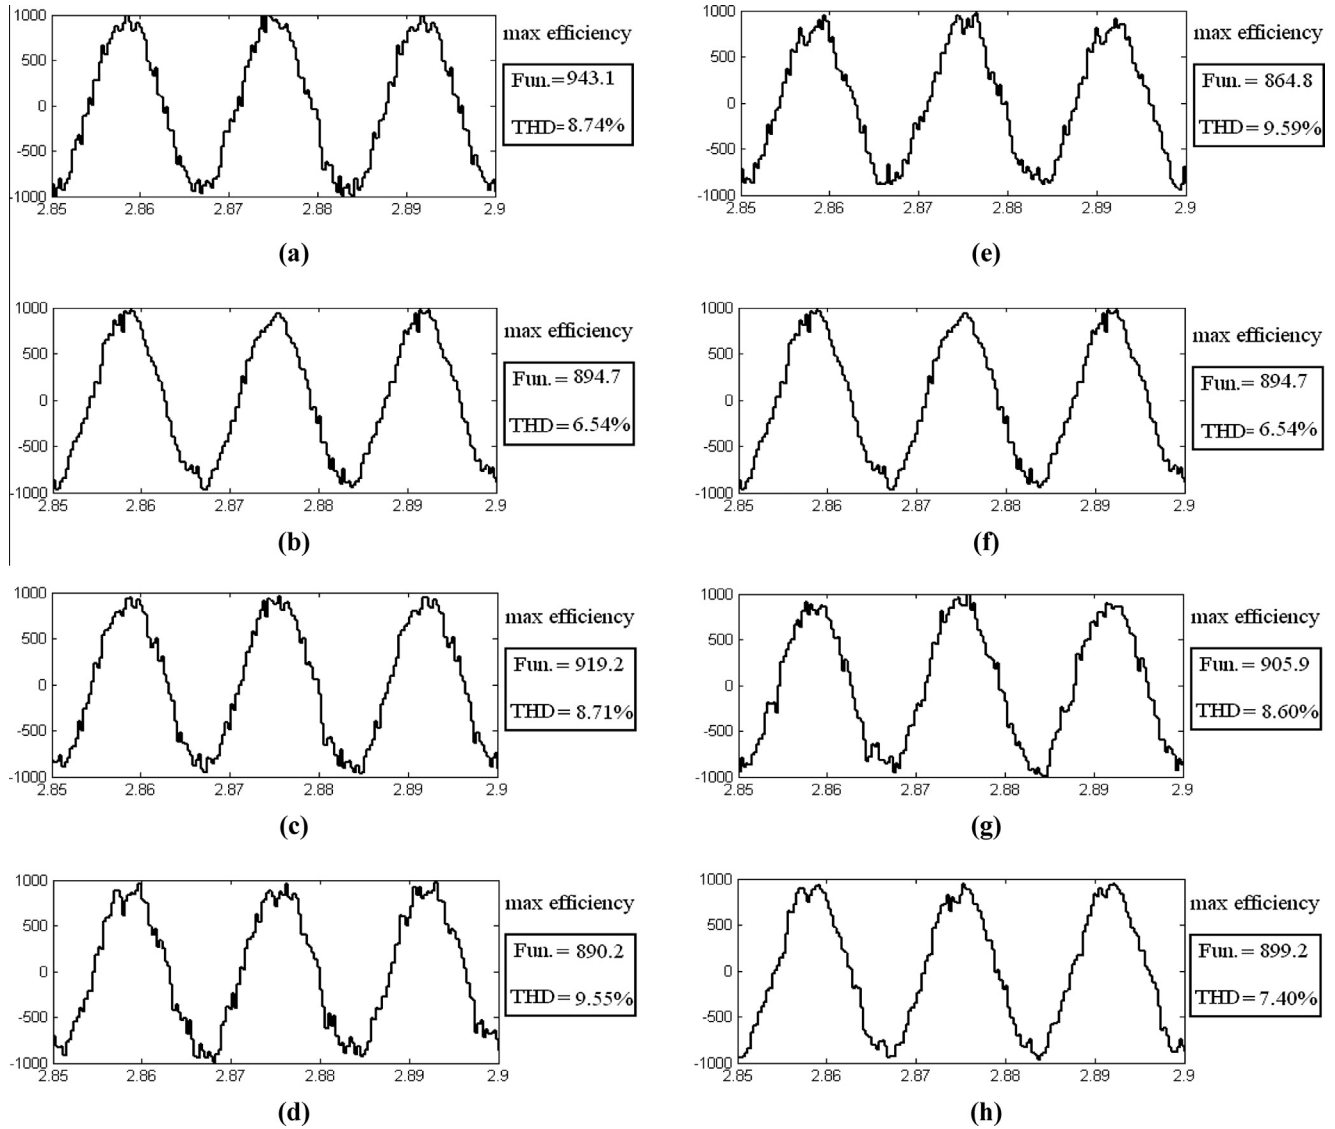 1000
500
0
-500
-1000
2.85 2.86 2.87 2.88 2.89 2.9
max efficiency
Fun.=943.1
THD=8.74%
(a)
1000
500
0
-500
-1000
2.85 2.86 2.87 2.88 2.89 2.9
max efficiency
Fun.= 864.8
THD=9.59%
(e)
1000
500
0
-500
-1000
2.85 2.86 2.87 2.88 2.89 2.9
max efficiency
Fun.= 894.7
THD=6.54%
(b)
1000
500
0
-500
-1000
2.85 2.86 2.87 2.88 2.89 2.9
max efficiency
Fun.= 894.7
THD= 6.54%
(f)
1000
500
0
-500
-1000
2.85 2.86 2.87 2.88 2.89 2.9
max efficiency
Fun.= 919.2
THD=8.71%
(c)
1000
500
0
-500
-1000
2.85 2.86 2.87 2.88 2.89 2.9
max efficiency
Fun.= 905.9
THD=8.60%
(g)
1000
500
0
-500
-1000
2.85 2.86 2.87 2.88 2.89 2.9
max efficiency
Fun.= 890.2
THD=9.55%
(d)
1000
500
0
-500
-1000
2.85 2.86 2.87 2.88 2.89 2.9
max efficiency
Fun.= 899.2
THD=7.40%
(h)